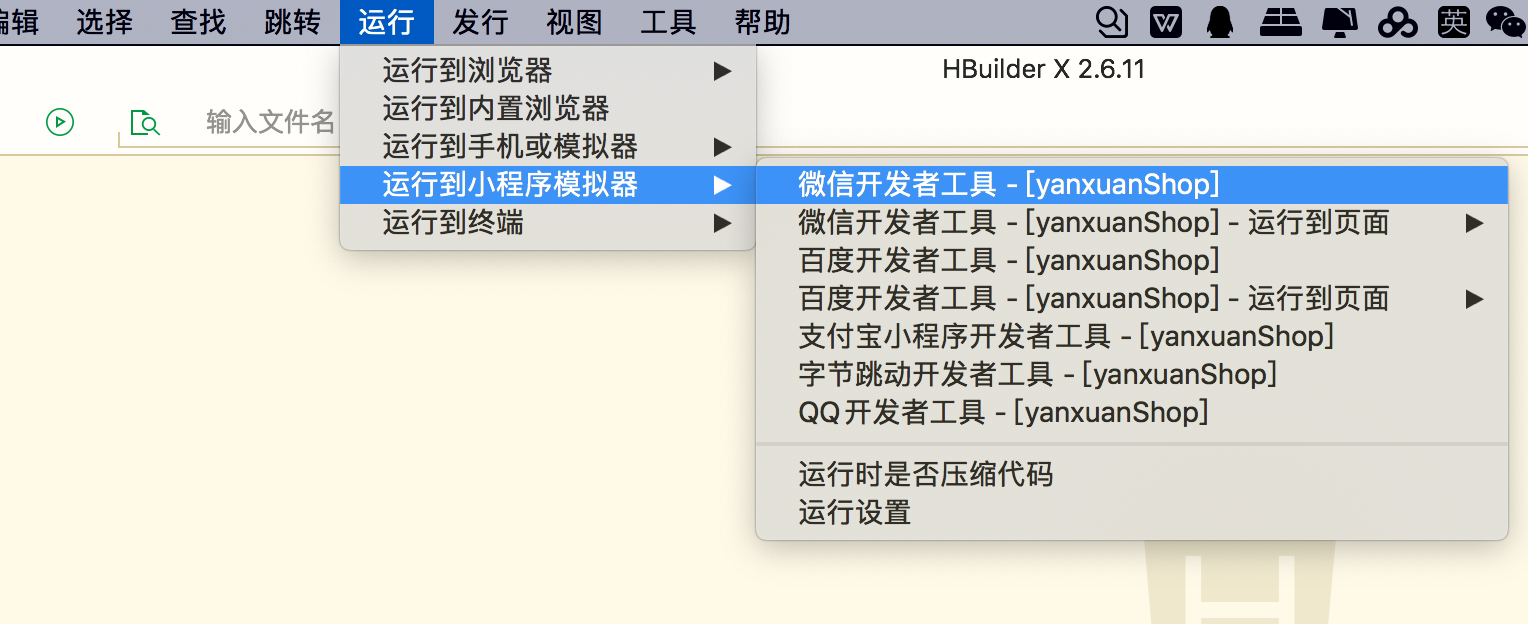 编辑 选择 查找 跳转 运行 发行 视图 工具 帮助 英
HBuilder X 2.6.11
输入文件名
运行到浏览器
运行到内置浏览器
运行到手机或模拟器
运行到小程序模拟器
运行到终端
微信开发者工具 - [yanxuanShop]
微信开发者工具 - [yanxuanShop] - 运行到页面
百度开发者工具 - [yanxuanShop]
百度开发者工具 - [yanxuanShop] - 运行到页面
支付宝小程序开发者工具 - [yanxuanShop]
字节跳动开发者工具 - [yanxuanShop]
QQ开发者工具 - [yanxuanShop]
运行时是否压缩代码
运行设置